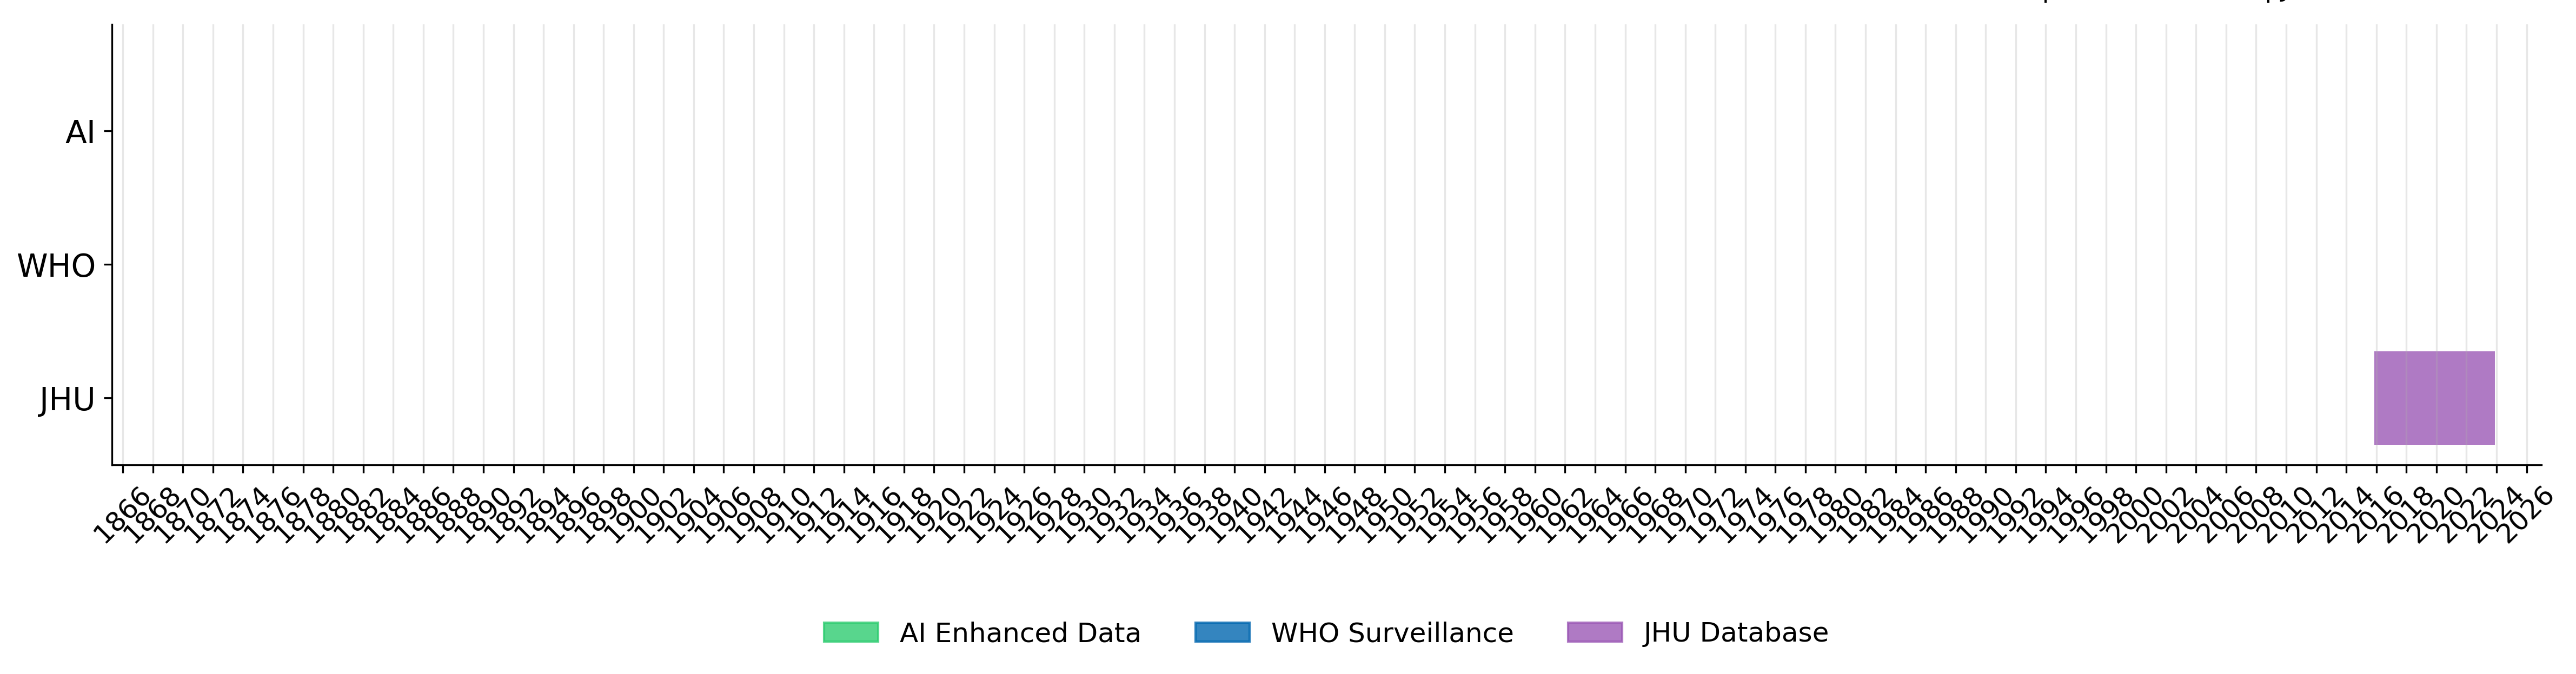 AI
WHO
JHU
1866 1868 1870 1872 1874 1876 1878 1880 1882 1884 1886 1888 1890 1892 1894 1896 1898 1900 1902 1904 1906 1908 1910 1912 1914 1916 1918 1920 1922 1924 1926 1928 1930 1932 1934 1936 1938 1940 1942 1944 1946 1948 1950 1952 1954 1956 1958 1960 1962 1964 1966 1968 1970 1972 1974 1976 1978 1980 1982 1984 1986 1988 1990 1992 1994 1996 1998 2000 2002 2004 2006 2008 2010 2012 2014 2016 2018 2020 2022 2024 2026
AI Enhanced Data WHO Surveillance JHU Database